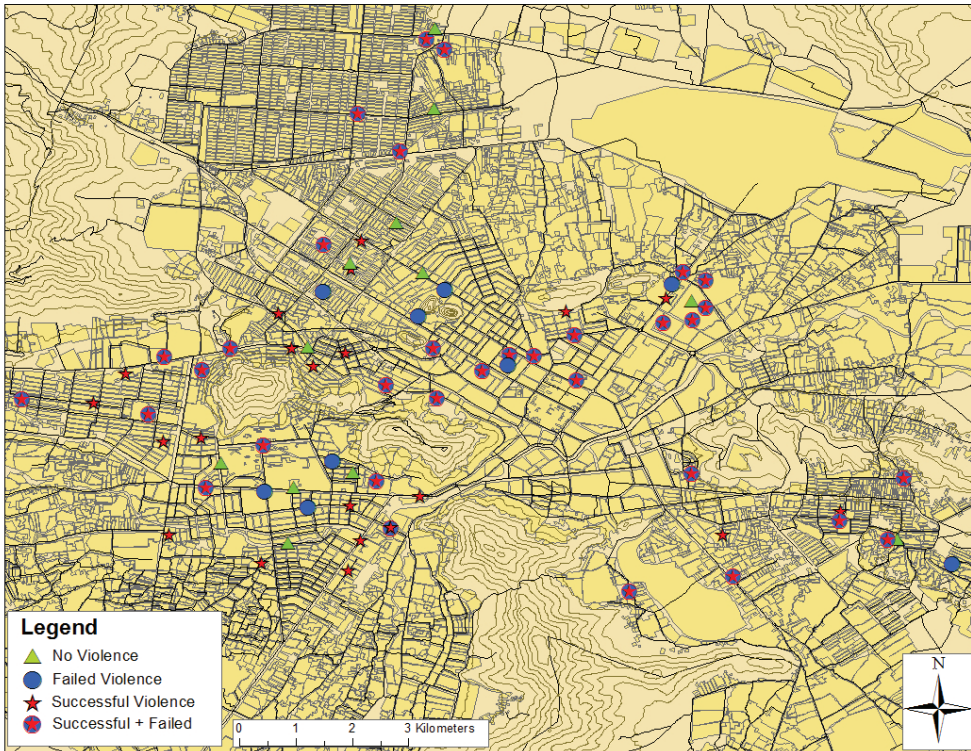 Legend
No Violence
Failed Violence
Successful Violence
Successful + Failed
0 1 2 3 Kilometers
N